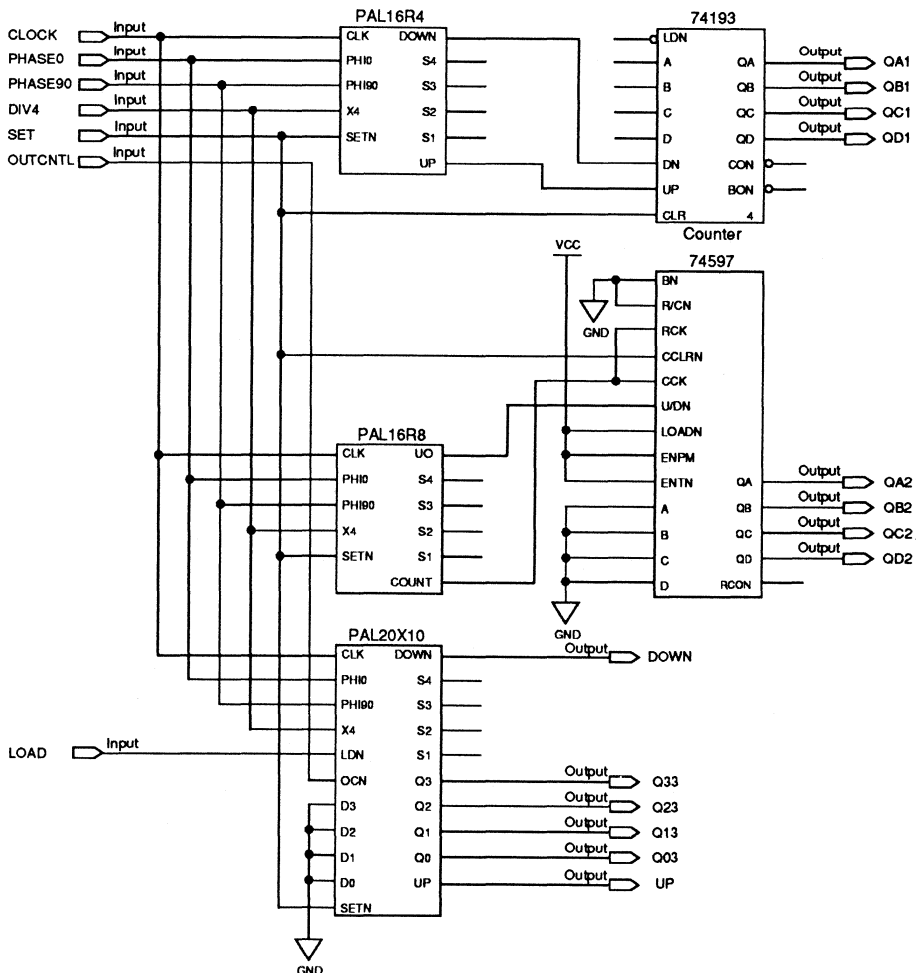 PAL16R4
74193
CLOCK Input CLK DOWN LDN
PHASE0 Input PHI0 S4 A QA Output QA1
PHASE90 Input PHI90 S3 B QB Output QB1
DIV4 Input X4 S2 C QC Output QC1
SET Input SETN S1 D QD Output QD1
OUTCNTL Input UP DN CON
UP BON
CLR 4
Counter
VCC
74597
BN
GND R/CN
RCK
CCLRN
CCK
U/DN
PAL16R8
LOADN
CLK UO ENPM
PHI0 S4 ENTN QA Output QA2
PHI90 S3 A QB Output QB2
X4 S2 B QC Output QC2
SETN S1 C QD Output QD2
COUNT D RCON
GND
PAL20X10
CLK DOWN Output DOWN
PHI0 S4
PHI90 S3
X4 S2
LOAD Input LDN S1
OCN Q3 Output Q33
D3 Q2 Output Q23
D2 Q1 Output Q13
D1 Q0 Output Q03
D0 UP Output UP
SETN
GND